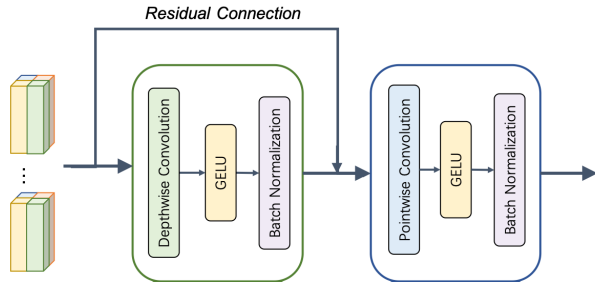 Residual Connection
...
Depthwise Convolution
GELU
Batch Normalization
Pointwise Convolution
GELU
Batch Normalization